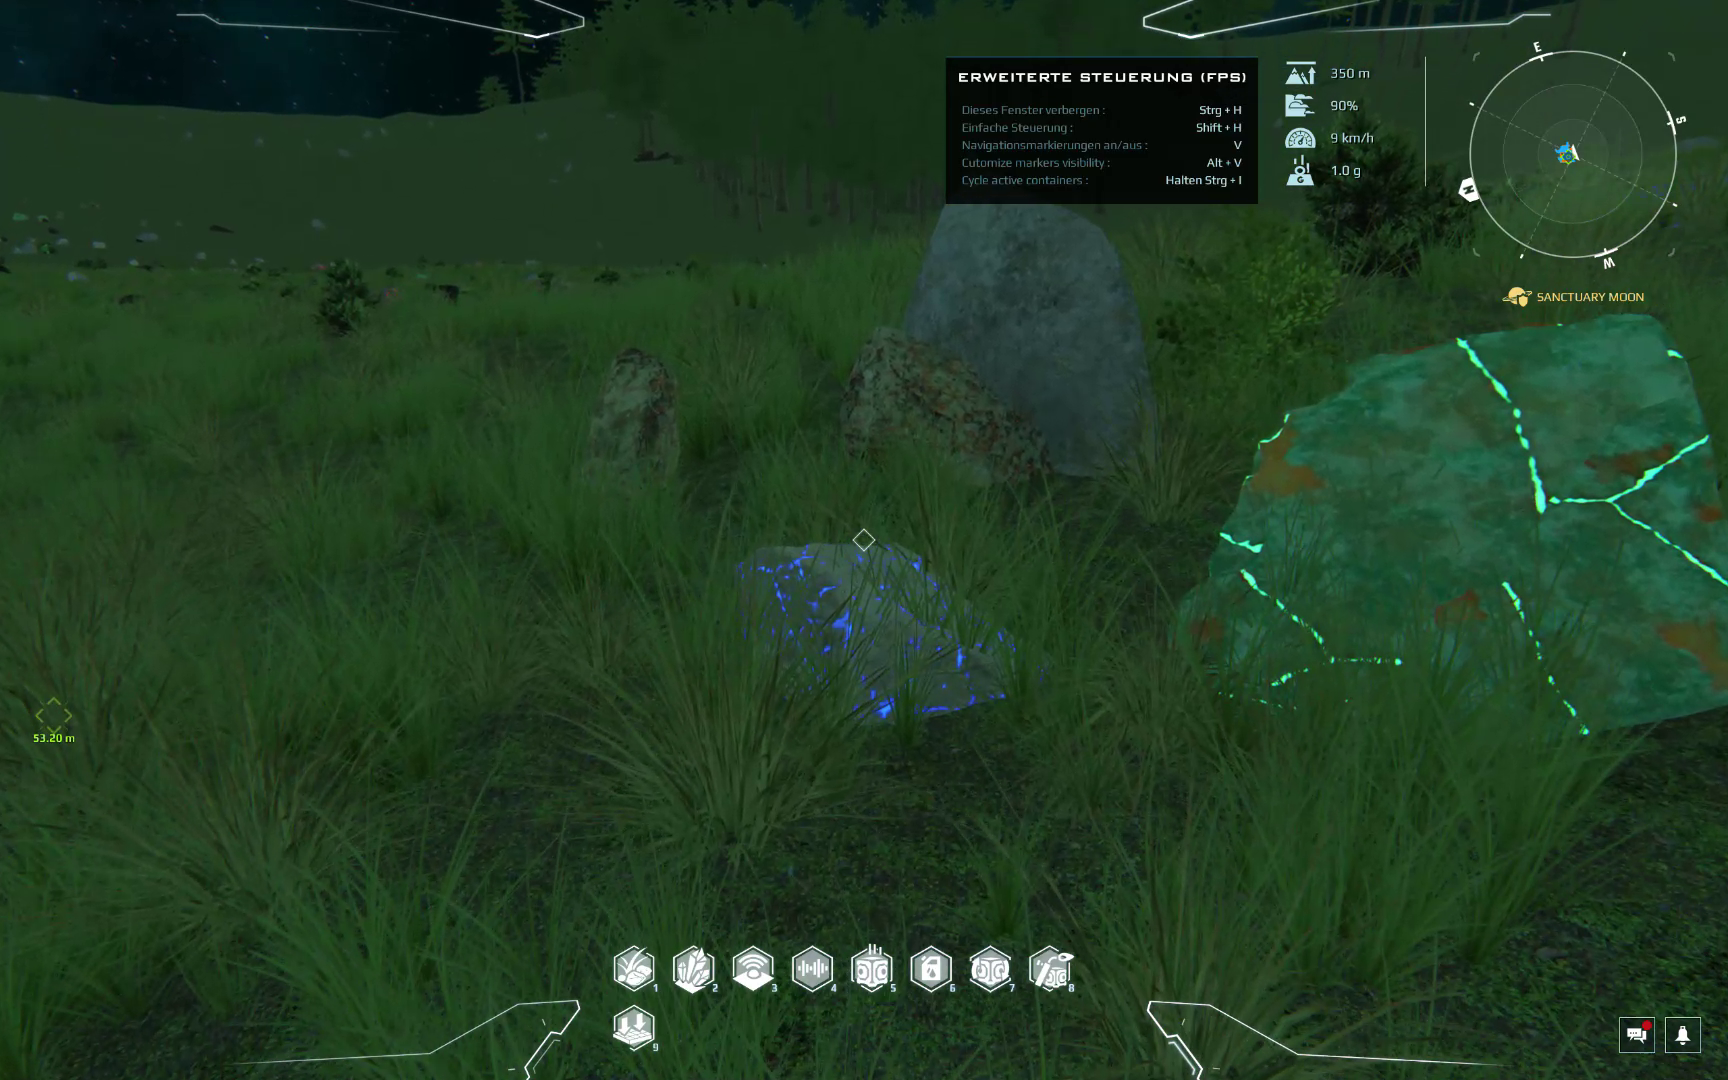 ERWEITERTE STEUERUNG (FPS)
Dieses Fenster verbergen : Strg + H
Einfache Steuerung : Shift + H
Navigationsmarkierungen an/aus : V
Cutomize markers visibility : Alt + V
Cycle active containers : Halten Strg + I
350 m
90%
9 km/h
1.0 g
G
E
S
N
W
SANCTUARY MOON
53.20 m
1
2
3
4
5
6
7
8
9